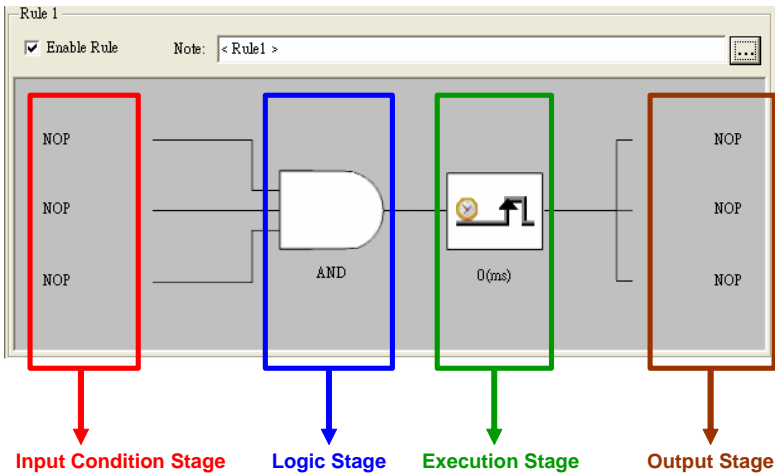 Rule 1
Enable Rule Note: < Rule1 > ...
NOP NOP
NOP NOP
AND 0(ms)
NOP NOP
Input Condition Stage Logic Stage Execution Stage Output Stage